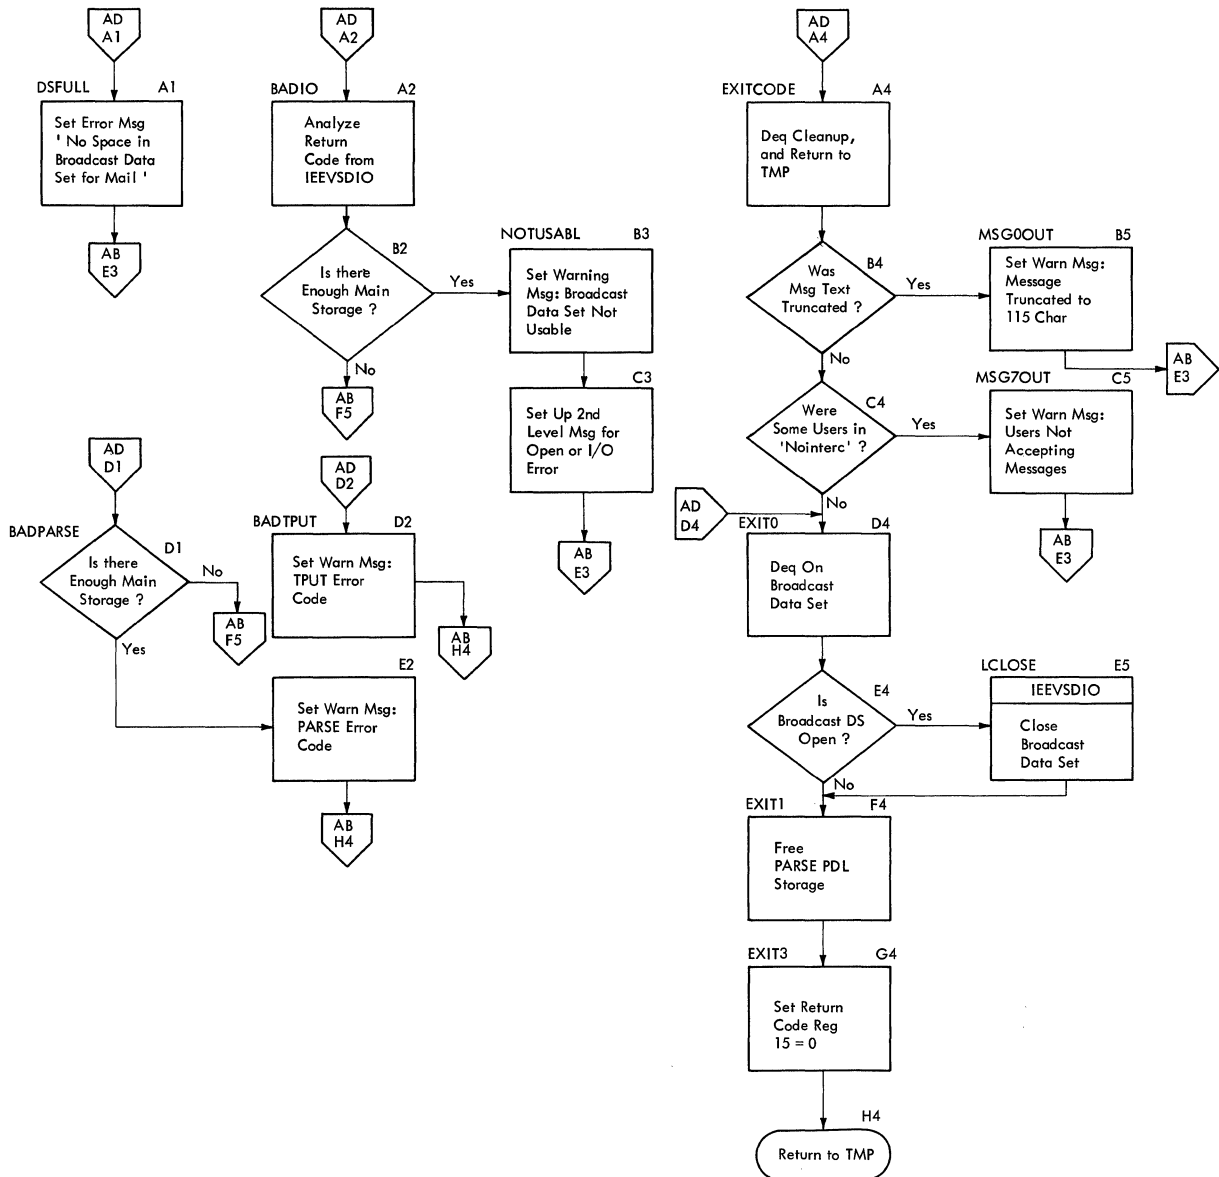 AD
A1
DSFULL
A1
Set Error Msg
' No Space in
Broadcast Data
Set for Mail '
AB
E3
AD
A2
BADIO
A2
Analyze
Return
Code from
IEEVSDIO
B2
Is there
Enough Main
Storage ?
Yes
No
AB
F5
NOTUSABL
B3
Set Warning
Msg: Broadcast
Data Set Not
Usable
C3
Set Up 2nd
Level Msg for
Open or I/O
Error
AB
E3
AD
D1
BADPARSE
D1
Is there
Enough Main
Storage ?
No
AB
F5
Yes
AD
D2
BADTPUT
D2
Set Warn Msg:
TPUT Error
Code
AB
H4
E2
Set Warn Msg:
PARSE Error
Code
AB
H4
AD
A4
EXITCODE
A4
Deq Cleanup,
and Return to
TMP
B4
Was
Msg Text
Truncated ?
Yes
No
MSG0OUT
B5
Set Warn Msg:
Message
Truncated to
115 Char
AB
E3
C4
Were
Some Users in
'Nointerc' ?
Yes
No
MSG7OUT
C5
Set Warn Msg:
Users Not
Accepting
Messages
AB
E3
AD
D4
EXIT0
D4
Deq On
Broadcast
Data Set
E4
Is
Broadcast DS
Open ?
Yes
No
LCLOSE
E5
IEEVSDIO
Close
Broadcast
Data Set
EXIT1
F4
Free
PARSE PDL
Storage
EXIT3
G4
Set Return
Code Reg
15 = 0
H4
Return to TMP